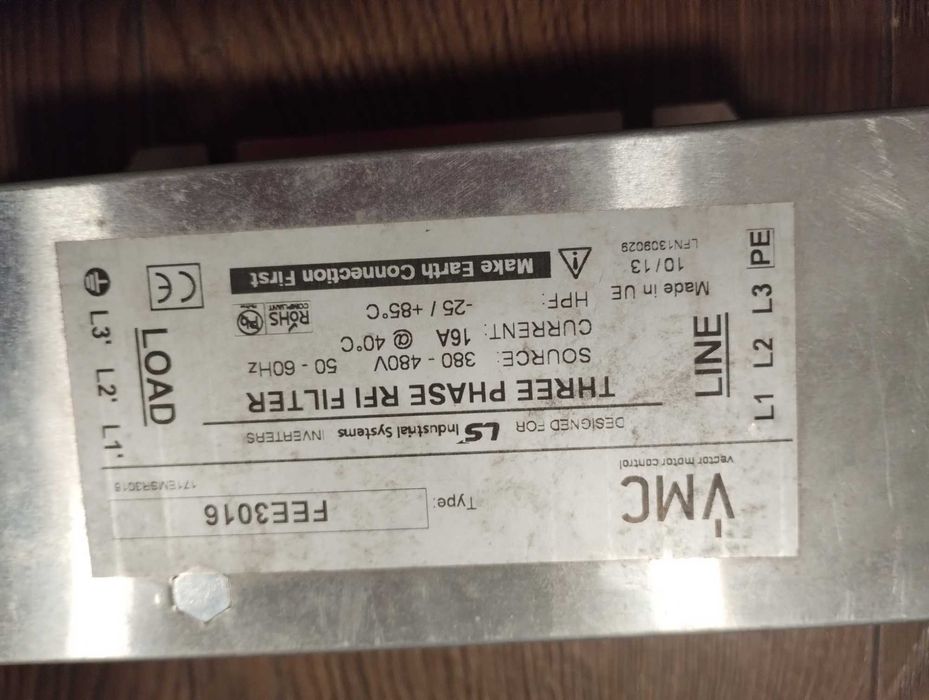 VMC
vector motor control
Type: FEE3016
171EMSR3016
DESIGNED FOR LS Industrial Systems INVERTERS
THREE PHASE RFI FILTER
SOURCE: 380 - 480V 50 - 60Hz
CURRENT: 16A @ 40°C
HPF: -25 / +85°C
RoHS
COMPLIANT
Pb
Made in UE
10/13
LFN1309029
Make Earth Connection First
CE
LINE
L1 L2 L3 PE
LOAD
L1' L2' L3'